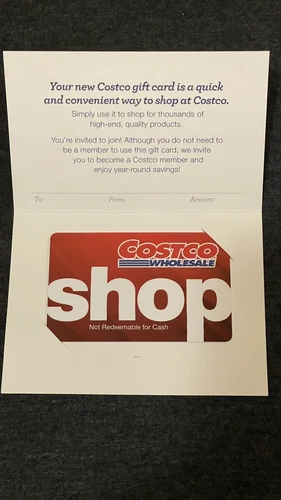 Your new Costco gift card is a quick
and convenient way to shop at Costco.
Simply use it to shop for thousands of
high-end, quality products.
You're invited to join! Although you do not need to
be a member to use this gift card, we invite
you to become a Costco member and
enjoy year-round savings!
To: From: Amount:
COSTCO
WHOLESALE
shop
Not Redeemable for Cash